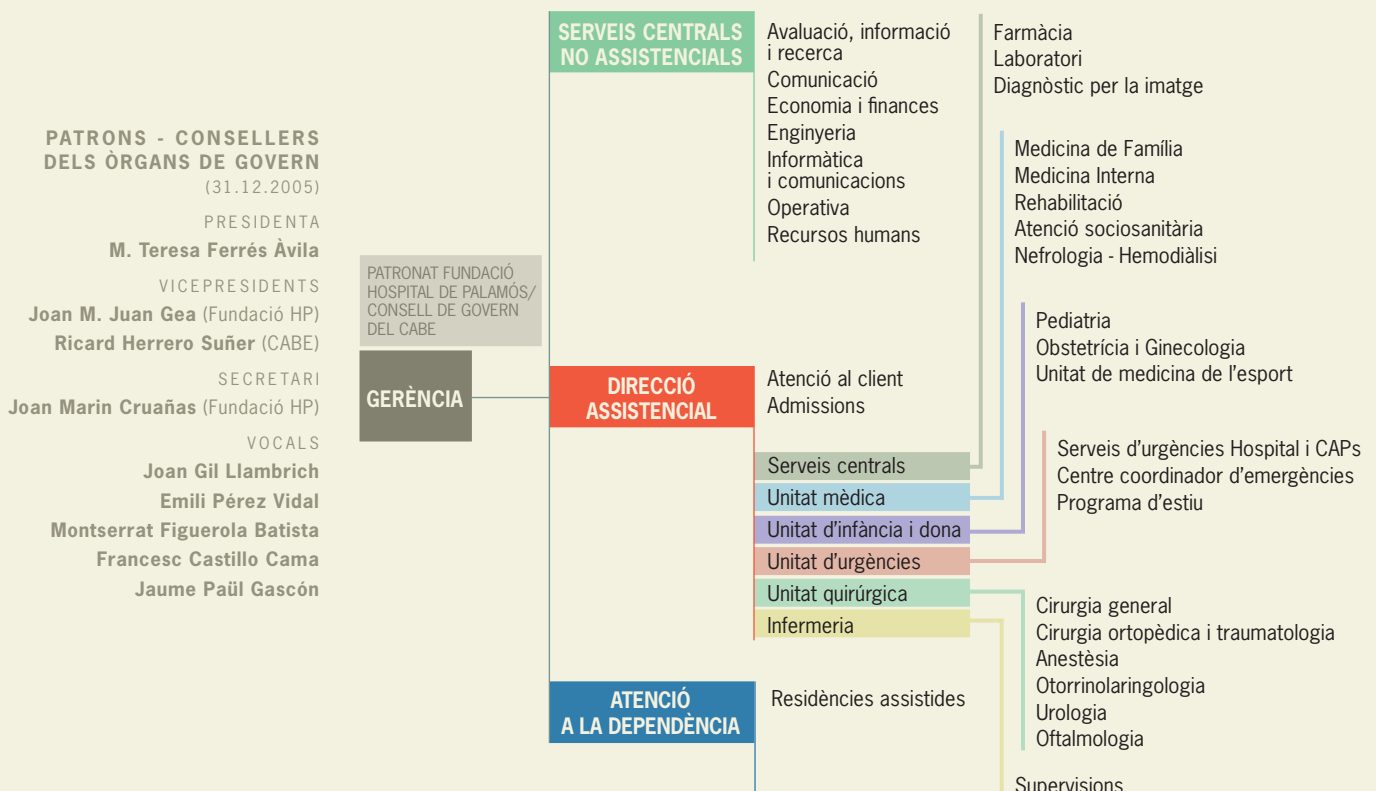 PATRONS - CONSELLERS
DELS ÒRGANS DE GOVERN
(31.12.2005)
PRESIDENTA
M. Teresa Ferrés Àvila
VICEPRESIDENTS
Joan M. Juan Gea (Fundació HP)
Ricard Herrero Suñer (CABE)
SECRETARI
Joan Marin Cruañas (Fundació HP)
VOCALS
Joan Gil Llambrich
Emili Pérez Vidal
Montserrat Figuerola Batista
Francesc Castillo Cama
Jaume Paül Gascón
PATRONAT FUNDACIÓ
HOSPITAL DE PALAMÓS/
CONSELL DE GOVERN
DEL CABE
GERÈNCIA
SERVEIS CENTRALS
NO ASSISTENCIALS
Avaluació, informació
i recerca
Comunicació
Economia i finances
Enginyeria
Informàtica
i comunicacions
Operativa
Recursos humans
DIRECCIÓ
ASSISTENCIAL
Atenció al client
Admissions
Serveis centrals
Unitat mèdica
Unitat d'infància i dona
Unitat d'urgències
Unitat quirúrgica
Infermeria
Farmàcia
Laboratori
Diagnòstic per la imatge
Medicina de Família
Medicina Interna
Rehabilitació
Atenció sociosanitària
Nefrologia - Hemodiàlisi
Pediatria
Obstetrícia i Ginecologia
Unitat de medicina de l'esport
Serveis d'urgències Hospital i CAPs
Centre coordinador d'emergències
Programa d'estiu
Cirurgia general
Cirurgia ortopèdica i traumatologia
Anestèsia
Otorrinolaringologia
Urologia
Oftalmologia
Supervisions
ATENCIÓ
A LA DEPENDÈNCIA
Residències assistides